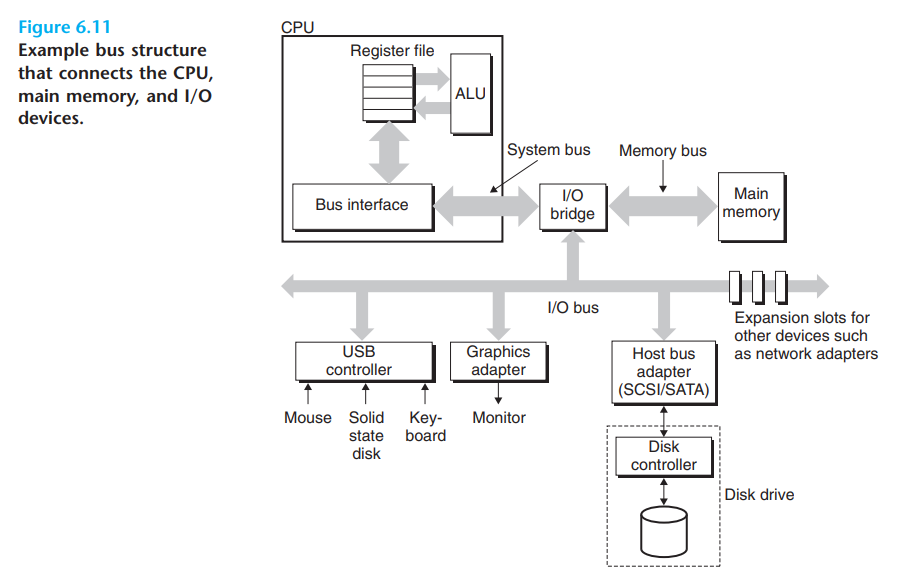 Figure 6.11
Example bus structure
that connects the CPU,
main memory, and I/O
devices.
CPU
Register file
ALU
System bus
Memory bus
Bus interface
I/O
bridge
Main
memory
I/O bus
Expansion slots for
other devices such
as network adapters
USB
controller
Graphics
adapter
Host bus
adapter
(SCSI/SATA)
Mouse
Solid
state
disk
Key-
board
Monitor
Disk
controller
Disk drive